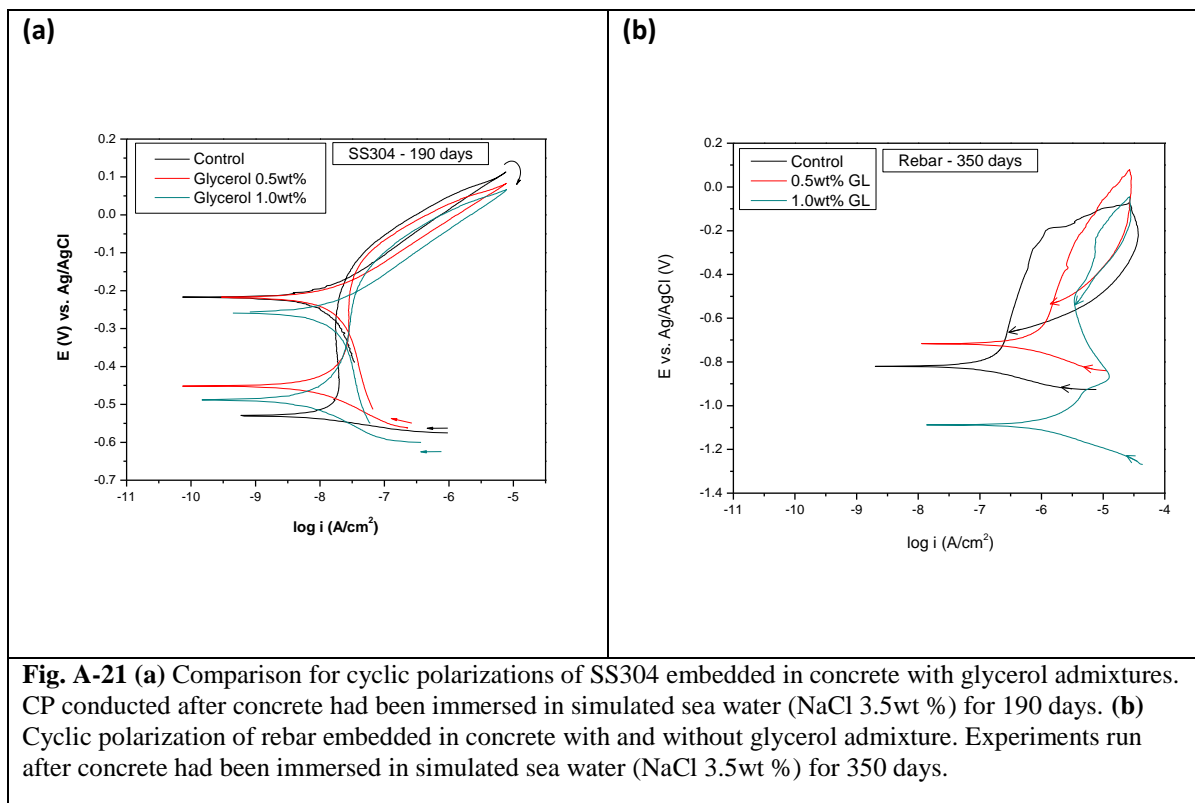 (a)
0.2
0.1
0.0
-0.1
-0.2
-0.3
-0.4
-0.5
-0.6
-0.7
E (V) vs. Ag/AgCl
Control
Glycerol 0.5wt%
Glycerol 1.0wt%
SS304 - 190 days
-11 -10 -9 -8 -7 -6 -5
log i (A/cm²)
(b)
0.2
0.0
-0.2
-0.4
-0.6
-0.8
-1.0
-1.2
-1.4
E vs. Ag/AgCl (V)
Control
0.5wt% GL
1.0wt% GL
Rebar - 350 days
-11 -10 -9 -8 -7 -6 -5 -4
log i (A/cm²)
Fig. A-21 (a) Comparison for cyclic polarizations of SS304 embedded in concrete with glycerol admixtures.
CP conducted after concrete had been immersed in simulated sea water (NaCl 3.5wt %) for 190 days. (b)
Cyclic polarization of rebar embedded in concrete with and without glycerol admixture. Experiments run
after concrete had been immersed in simulated sea water (NaCl 3.5wt %) for 350 days.